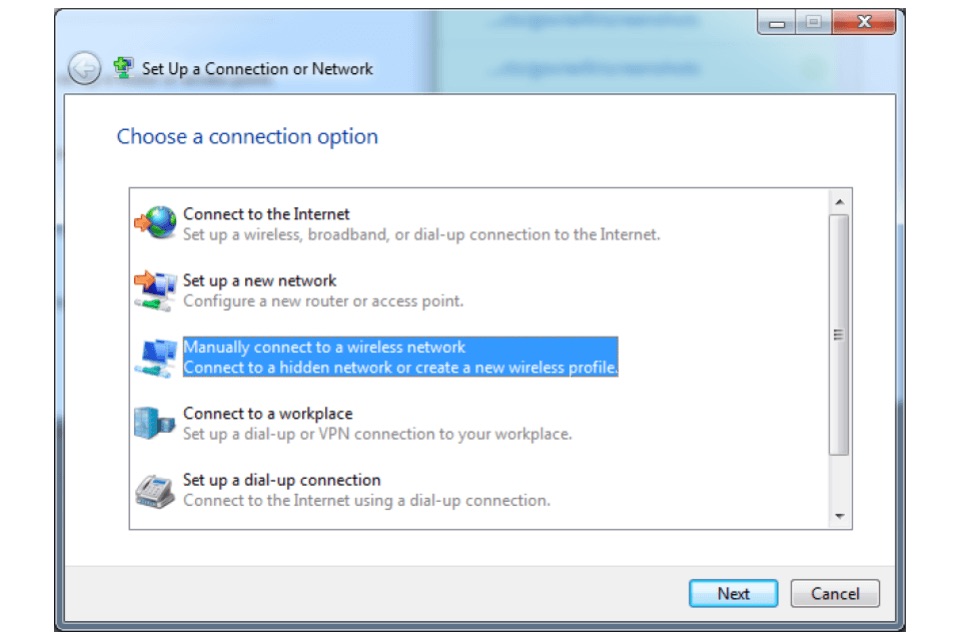 Set Up a Connection or Network
Choose a connection option
Connect to the Internet
Set up a wireless, broadband, or dial-up connection to the Internet.
Set up a new network
Configure a new router or access point.
Manually connect to a wireless network
Connect to a hidden network or create a new wireless profile.
Connect to a workplace
Set up a dial-up or VPN connection to your workplace.
Set up a dial-up connection
Connect to the Internet using a dial-up connection.
Next
Cancel